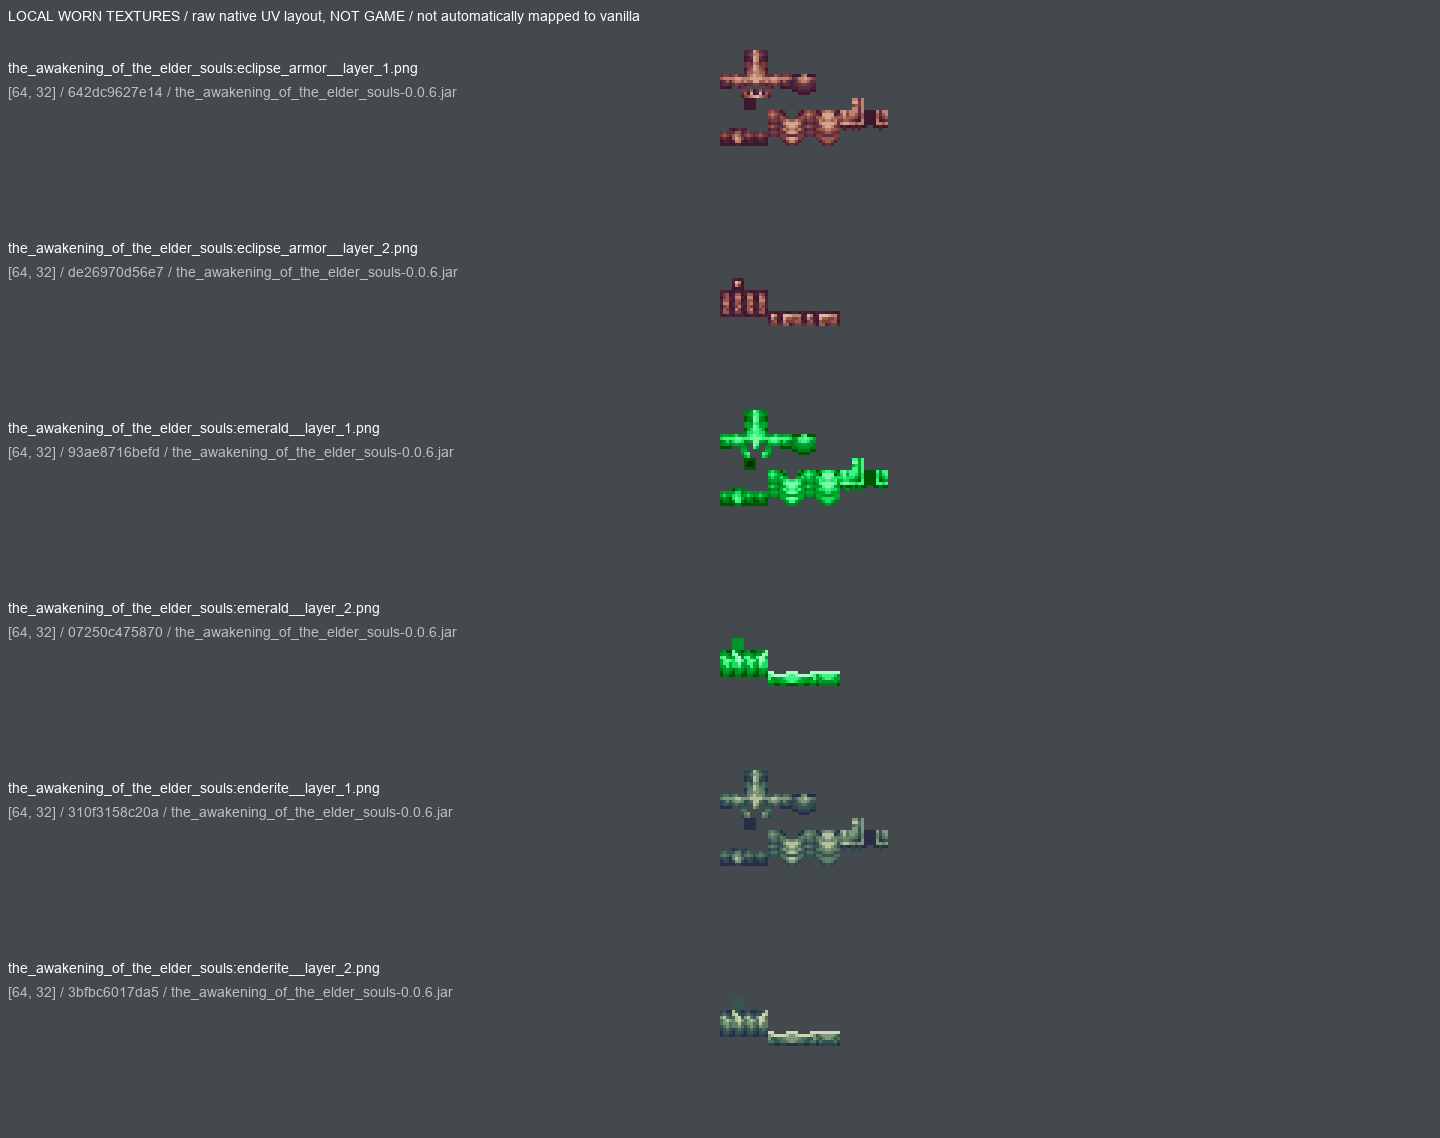 LOCAL WORN TEXTURES / raw native UV layout, NOT GAME / not automatically mapped to vanilla
the_awakening_of_the_elder_souls:eclipse_armor__layer_1.png
[64, 32] / 642dc9627e14 / the_awakening_of_the_elder_souls-0.0.6.jar
the_awakening_of_the_elder_souls:eclipse_armor__layer_2.png
[64, 32] / de26970d56e7 / the_awakening_of_the_elder_souls-0.0.6.jar
the_awakening_of_the_elder_souls:emerald__layer_1.png
[64, 32] / 93ae8716befd / the_awakening_of_the_elder_souls-0.0.6.jar
the_awakening_of_the_elder_souls:emerald__layer_2.png
[64, 32] / 07250c475870 / the_awakening_of_the_elder_souls-0.0.6.jar
the_awakening_of_the_elder_souls:enderite__layer_1.png
[64, 32] / 310f3158c20a / the_awakening_of_the_elder_souls-0.0.6.jar
the_awakening_of_the_elder_souls:enderite__layer_2.png
[64, 32] / 3bfbc6017da5 / the_awakening_of_the_elder_souls-0.0.6.jar